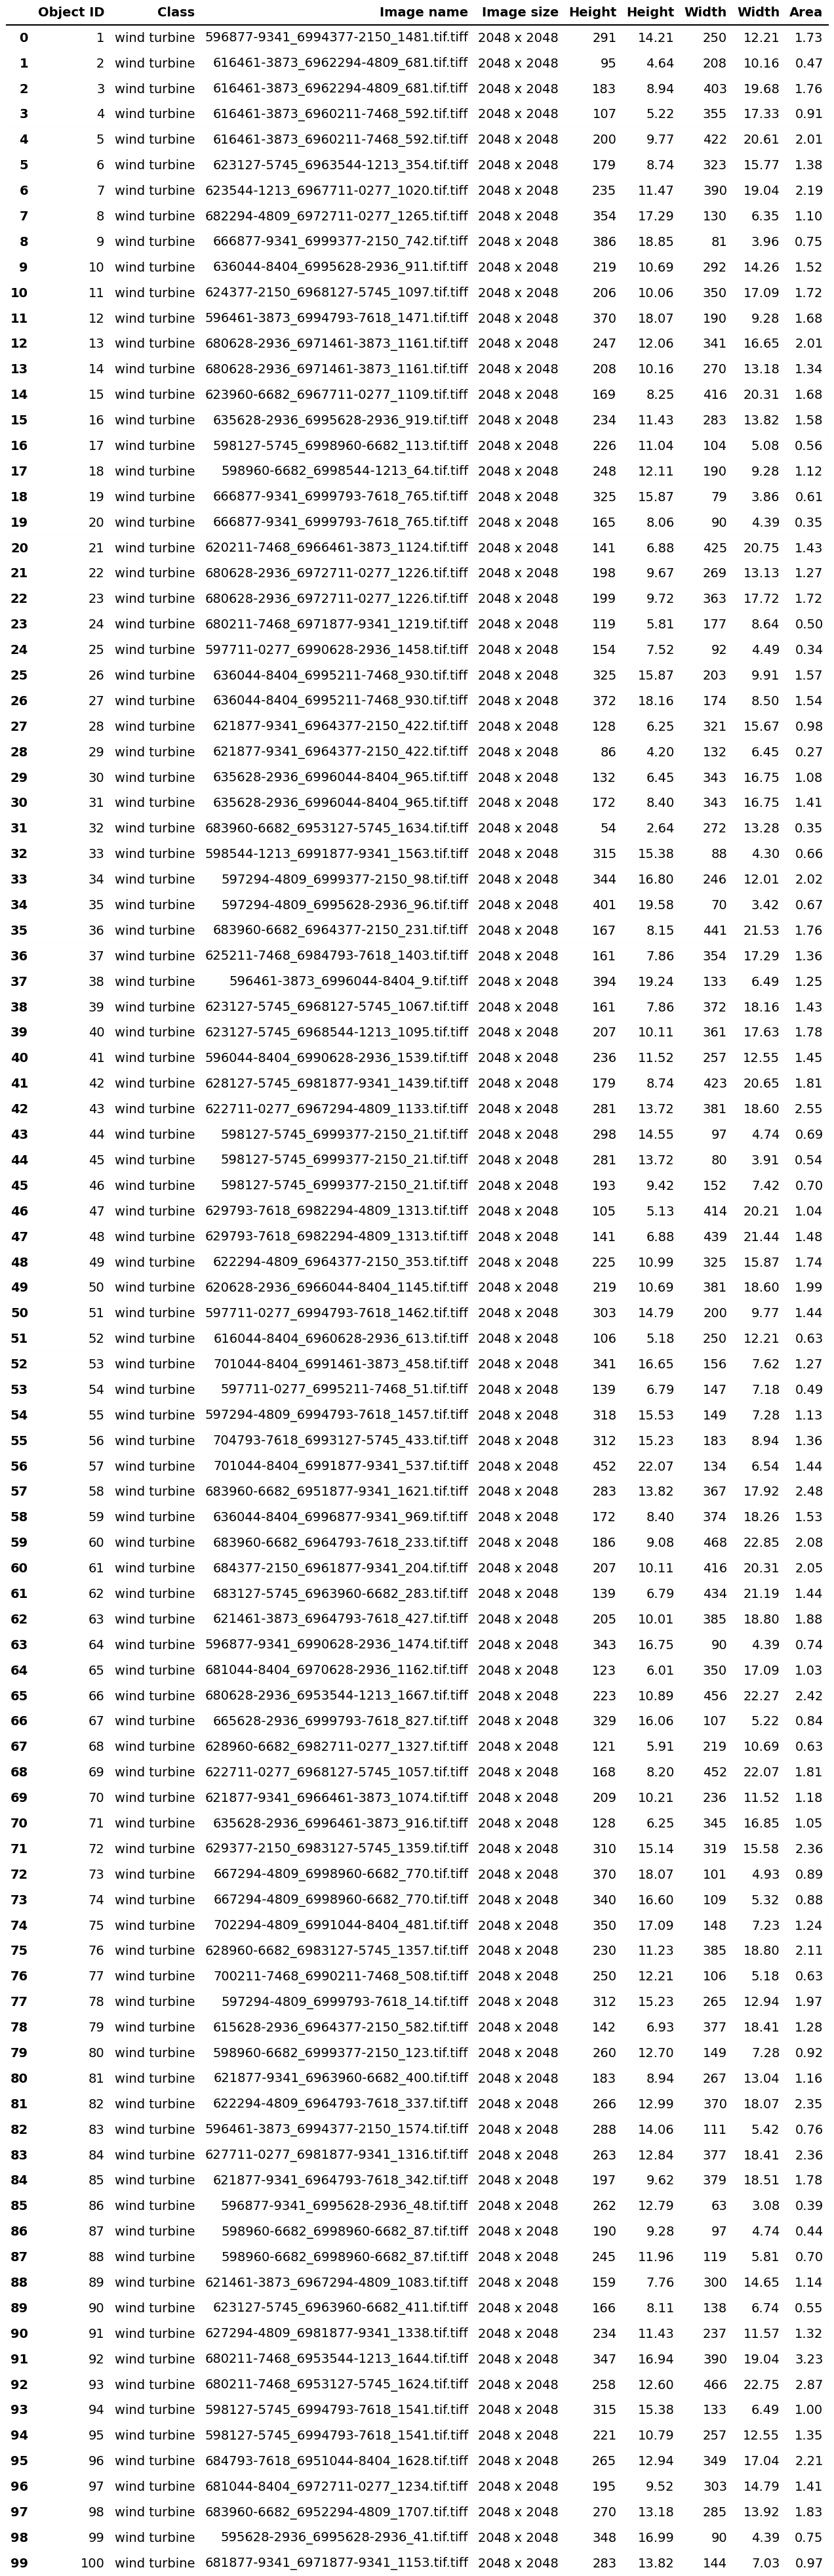 Object ID Class Image name Image size Height Height Width Width Area
0 1 wind turbine 596877-9341_6994377-2150_1481.tif.tiff 2048 x 2048 291 14.21 250 12.21 1.73
1 2 wind turbine 616461-3873_6962294-4809_681.tif.tiff 2048 x 2048 95 4.64 208 10.16 0.47
2 3 wind turbine 616461-3873_6962294-4809_681.tif.tiff 2048 x 2048 183 8.94 403 19.68 1.76
3 4 wind turbine 616461-3873_6960211-7468_592.tif.tiff 2048 x 2048 107 5.22 355 17.33 0.91
4 5 wind turbine 616461-3873_6960211-7468_592.tif.tiff 2048 x 2048 200 9.77 422 20.61 2.01
5 6 wind turbine 623127-5745_6963544-1213_354.tif.tiff 2048 x 2048 179 8.74 323 15.77 1.38
6 7 wind turbine 623544-1213_6967711-0277_1020.tif.tiff 2048 x 2048 235 11.47 390 19.04 2.19
7 8 wind turbine 682294-4809_6972711-0277_1265.tif.tiff 2048 x 2048 354 17.29 130 6.35 1.10
8 9 wind turbine 666877-9341_6999377-2150_742.tif.tiff 2048 x 2048 386 18.85 81 3.96 0.75
9 10 wind turbine 636044-8404_6995628-2936_911.tif.tiff 2048 x 2048 219 10.69 292 14.26 1.52
10 11 wind turbine 624377-2150_6968127-5745_1097.tif.tiff 2048 x 2048 206 10.06 350 17.09 1.72
11 12 wind turbine 596461-3873_6994793-7618_1471.tif.tiff 2048 x 2048 370 18.07 190 9.28 1.68
12 13 wind turbine 680628-2936_6971461-3873_1161.tif.tiff 2048 x 2048 247 12.06 341 16.65 2.01
13 14 wind turbine 680628-2936_6971461-3873_1161.tif.tiff 2048 x 2048 208 10.16 270 13.18 1.34
14 15 wind turbine 623960-6682_6967711-0277_1109.tif.tiff 2048 x 2048 169 8.25 416 20.31 1.68
15 16 wind turbine 635628-2936_6995628-2936_919.tif.tiff 2048 x 2048 234 11.43 283 13.82 1.58
16 17 wind turbine 598127-5745_6998960-6682_113.tif.tiff 2048 x 2048 226 11.04 104 5.08 0.56
17 18 wind turbine 598960-6682_6998544-1213_64.tif.tiff 2048 x 2048 248 12.11 190 9.28 1.12
18 19 wind turbine 666877-9341_6999793-7618_765.tif.tiff 2048 x 2048 325 15.87 79 3.86 0.61
19 20 wind turbine 666877-9341_6999793-7618_765.tif.tiff 2048 x 2048 165 8.06 90 4.39 0.35
20 21 wind turbine 620211-7468_6966461-3873_1124.tif.tiff 2048 x 2048 141 6.88 425 20.75 1.43
21 22 wind turbine 680628-2936_6972711-0277_1226.tif.tiff 2048 x 2048 198 9.67 269 13.13 1.27
22 23 wind turbine 680628-2936_6972711-0277_1226.tif.tiff 2048 x 2048 199 9.72 363 17.72 1.72
23 24 wind turbine 680211-7468_6971877-9341_1219.tif.tiff 2048 x 2048 119 5.81 177 8.64 0.50
24 25 wind turbine 597711-0277_6990628-2936_1458.tif.tiff 2048 x 2048 154 7.52 92 4.49 0.34
25 26 wind turbine 636044-8404_6995211-7468_930.tif.tiff 2048 x 2048 325 15.87 203 9.91 1.57
26 27 wind turbine 636044-8404_6995211-7468_930.tif.tiff 2048 x 2048 372 18.16 174 8.50 1.54
27 28 wind turbine 621877-9341_6964377-2150_422.tif.tiff 2048 x 2048 128 6.25 321 15.67 0.98
28 29 wind turbine 621877-9341_6964377-2150_422.tif.tiff 2048 x 2048 86 4.20 132 6.45 0.27
29 30 wind turbine 635628-2936_6996044-8404_965.tif.tiff 2048 x 2048 132 6.45 343 16.75 1.08
30 31 wind turbine 635628-2936_6996044-8404_965.tif.tiff 2048 x 2048 172 8.40 343 16.75 1.41
31 32 wind turbine 683960-6682_6953127-5745_1634.tif.tiff 2048 x 2048 54 2.64 272 13.28 0.35
32 33 wind turbine 598544-1213_6991877-9341_1563.tif.tiff 2048 x 2048 315 15.38 88 4.30 0.66
33 34 wind turbine 597294-4809_6999377-2150_98.tif.tiff 2048 x 2048 344 16.80 246 12.01 2.02
34 35 wind turbine 597294-4809_6995628-2936_96.tif.tiff 2048 x 2048 401 19.58 70 3.42 0.67
35 36 wind turbine 683960-6682_6964377-2150_231.tif.tiff 2048 x 2048 167 8.15 441 21.53 1.76
36 37 wind turbine 625211-7468_6984793-7618_1403.tif.tiff 2048 x 2048 161 7.86 354 17.29 1.36
37 38 wind turbine 596461-3873_6996044-8404_9.tif.tiff 2048 x 2048 394 19.24 133 6.49 1.25
38 39 wind turbine 623127-5745_6968127-5745_1067.tif.tiff 2048 x 2048 161 7.86 372 18.16 1.43
39 40 wind turbine 623127-5745_6968544-1213_1095.tif.tiff 2048 x 2048 207 10.11 361 17.63 1.78
40 41 wind turbine 596044-8404_6990628-2936_1539.tif.tiff 2048 x 2048 236 11.52 257 12.55 1.45
41 42 wind turbine 628127-5745_6981877-9341_1439.tif.tiff 2048 x 2048 179 8.74 423 20.65 1.81
42 43 wind turbine 622711-0277_6967294-4809_1133.tif.tiff 2048 x 2048 281 13.72 381 18.60 2.55
43 44 wind turbine 598127-5745_6999377-2150_21.tif.tiff 2048 x 2048 298 14.55 97 4.74 0.69
44 45 wind turbine 598127-5745_6999377-2150_21.tif.tiff 2048 x 2048 281 13.72 80 3.91 0.54
45 46 wind turbine 598127-5745_6999377-2150_21.tif.tiff 2048 x 2048 193 9.42 152 7.42 0.70
46 47 wind turbine 629793-7618_6982294-4809_1313.tif.tiff 2048 x 2048 105 5.13 414 20.21 1.04
47 48 wind turbine 629793-7618_6982294-4809_1313.tif.tiff 2048 x 2048 141 6.88 439 21.44 1.48
48 49 wind turbine 622294-4809_6964377-2150_353.tif.tiff 2048 x 2048 225 10.99 325 15.87 1.74
49 50 wind turbine 620628-2936_6966044-8404_1145.tif.tiff 2048 x 2048 219 10.69 381 18.60 1.99
50 51 wind turbine 597711-0277_6994793-7618_1462.tif.tiff 2048 x 2048 303 14.79 200 9.77 1.44
51 52 wind turbine 616044-8404_6960628-2936_613.tif.tiff 2048 x 2048 106 5.18 250 12.21 0.63
52 53 wind turbine 701044-8404_6991461-3873_458.tif.tiff 2048 x 2048 341 16.65 156 7.62 1.27
53 54 wind turbine 597711-0277_6995211-7468_51.tif.tiff 2048 x 2048 139 6.79 147 7.18 0.49
54 55 wind turbine 597294-4809_6994793-7618_1457.tif.tiff 2048 x 2048 318 15.53 149 7.28 1.13
55 56 wind turbine 704793-7618_6993127-5745_433.tif.tiff 2048 x 2048 312 15.23 183 8.94 1.36
56 57 wind turbine 701044-8404_6991877-9341_537.tif.tiff 2048 x 2048 452 22.07 134 6.54 1.44
57 58 wind turbine 683960-6682_6951877-9341_1621.tif.tiff 2048 x 2048 283 13.82 367 17.92 2.48
58 59 wind turbine 636044-8404_6996877-9341_969.tif.tiff 2048 x 2048 172 8.40 374 18.26 1.53
59 60 wind turbine 683960-6682_6964793-7618_233.tif.tiff 2048 x 2048 186 9.08 468 22.85 2.08
60 61 wind turbine 684377-2150_6961877-9341_204.tif.tiff 2048 x 2048 207 10.11 416 20.31 2.05
61 62 wind turbine 683127-5745_6963960-6682_283.tif.tiff 2048 x 2048 139 6.79 434 21.19 1.44
62 63 wind turbine 621461-3873_6964793-7618_427.tif.tiff 2048 x 2048 205 10.01 385 18.80 1.88
63 64 wind turbine 596877-9341_6990628-2936_1474.tif.tiff 2048 x 2048 343 16.75 90 4.39 0.74
64 65 wind turbine 681044-8404_6970628-2936_1162.tif.tiff 2048 x 2048 123 6.01 350 17.09 1.03
65 66 wind turbine 680628-2936_6953544-1213_1667.tif.tiff 2048 x 2048 223 10.89 456 22.27 2.42
66 67 wind turbine 665628-2936_6999793-7618_827.tif.tiff 2048 x 2048 329 16.06 107 5.22 0.84
67 68 wind turbine 628960-6682_6982711-0277_1327.tif.tiff 2048 x 2048 121 5.91 219 10.69 0.63
68 69 wind turbine 622711-0277_6968127-5745_1057.tif.tiff 2048 x 2048 168 8.20 452 22.07 1.81
69 70 wind turbine 621877-9341_6966461-3873_1074.tif.tiff 2048 x 2048 209 10.21 236 11.52 1.18
70 71 wind turbine 635628-2936_6996461-3873_916.tif.tiff 2048 x 2048 128 6.25 345 16.85 1.05
71 72 wind turbine 629377-2150_6983127-5745_1359.tif.tiff 2048 x 2048 310 15.14 319 15.58 2.36
72 73 wind turbine 667294-4809_6998960-6682_770.tif.tiff 2048 x 2048 370 18.07 101 4.93 0.89
73 74 wind turbine 667294-4809_6998960-6682_770.tif.tiff 2048 x 2048 340 16.60 109 5.32 0.88
74 75 wind turbine 702294-4809_6991044-8404_481.tif.tiff 2048 x 2048 350 17.09 148 7.23 1.24
75 76 wind turbine 628960-6682_6983127-5745_1357.tif.tiff 2048 x 2048 230 11.23 385 18.80 2.11
76 77 wind turbine 700211-7468_6990211-7468_508.tif.tiff 2048 x 2048 250 12.21 106 5.18 0.63
77 78 wind turbine 597294-4809_6999793-7618_14.tif.tiff 2048 x 2048 312 15.23 265 12.94 1.97
78 79 wind turbine 615628-2936_6964377-2150_582.tif.tiff 2048 x 2048 142 6.93 377 18.41 1.28
79 80 wind turbine 598960-6682_6999377-2150_123.tif.tiff 2048 x 2048 260 12.70 149 7.28 0.92
80 81 wind turbine 621877-9341_6963960-6682_400.tif.tiff 2048 x 2048 183 8.94 267 13.04 1.16
81 82 wind turbine 622294-4809_6964793-7618_337.tif.tiff 2048 x 2048 266 12.99 370 18.07 2.35
82 83 wind turbine 596461-3873_6994377-2150_1574.tif.tiff 2048 x 2048 288 14.06 111 5.42 0.76
83 84 wind turbine 627711-0277_6981877-9341_1316.tif.tiff 2048 x 2048 263 12.84 377 18.41 2.36
84 85 wind turbine 621877-9341_6964793-7618_342.tif.tiff 2048 x 2048 197 9.62 379 18.51 1.78
85 86 wind turbine 596877-9341_6995628-2936_48.tif.tiff 2048 x 2048 262 12.79 63 3.08 0.39
86 87 wind turbine 598960-6682_6998960-6682_87.tif.tiff 2048 x 2048 190 9.28 97 4.74 0.44
87 88 wind turbine 598960-6682_6998960-6682_87.tif.tiff 2048 x 2048 245 11.96 119 5.81 0.70
88 89 wind turbine 621461-3873_6967294-4809_1083.tif.tiff 2048 x 2048 159 7.76 300 14.65 1.14
89 90 wind turbine 623127-5745_6963960-6682_411.tif.tiff 2048 x 2048 166 8.11 138 6.74 0.55
90 91 wind turbine 627294-4809_6981877-9341_1338.tif.tiff 2048 x 2048 234 11.43 237 11.57 1.32
91 92 wind turbine 680211-7468_6953544-1213_1644.tif.tiff 2048 x 2048 347 16.94 390 19.04 3.23
92 93 wind turbine 680211-7468_6953127-5745_1624.tif.tiff 2048 x 2048 258 12.60 466 22.75 2.87
93 94 wind turbine 598127-5745_6994793-7618_1541.tif.tiff 2048 x 2048 315 15.38 133 6.49 1.00
94 95 wind turbine 598127-5745_6994793-7618_1541.tif.tiff 2048 x 2048 221 10.79 257 12.55 1.35
95 96 wind turbine 684793-7618_6951044-8404_1628.tif.tiff 2048 x 2048 265 12.94 349 17.04 2.21
96 97 wind turbine 681044-8404_6972711-0277_1234.tif.tiff 2048 x 2048 195 9.52 303 14.79 1.41
97 98 wind turbine 683960-6682_6952294-4809_1707.tif.tiff 2048 x 2048 270 13.18 285 13.92 1.83
98 99 wind turbine 595628-2936_6995628-2936_41.tif.tiff 2048 x 2048 348 16.99 90 4.39 0.75
99 100 wind turbine 681877-9341_6971877-9341_1153.tif.tiff 2048 x 2048 283 13.82 144 7.03 0.97